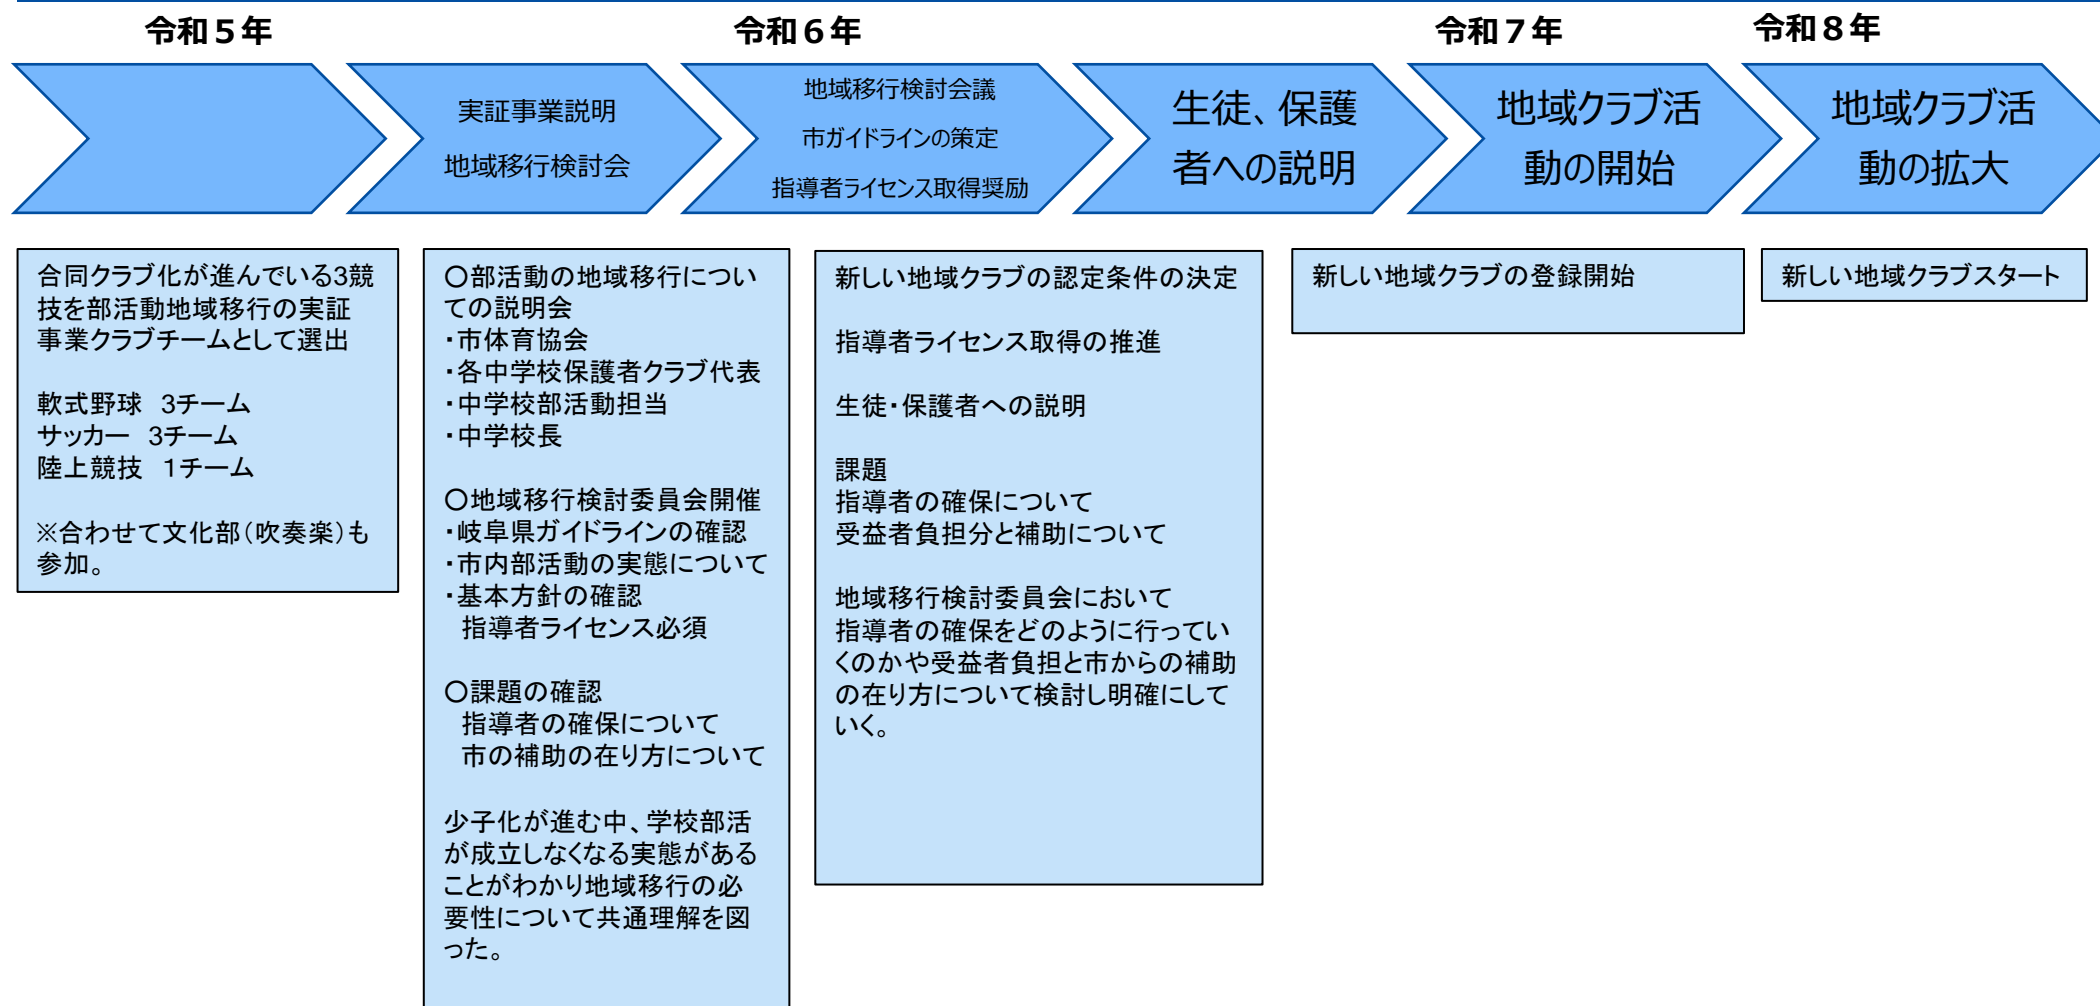 令和５年
令和６年
令和７年
令和８年
実証事業説明
地域移行検討会
地域移行検討会議
市ガイドラインの策定
指導者ライセンス取得奨励
生徒、保護
者への説明
地域クラブ活
動の開始
地域クラブ活
動の拡大
合同クラブ化が進んでいる3競
技を部活動地域移行の実証
事業クラブチームとして選出
軟式野球　3チーム
サッカー　3チーム
陸上競技　1チーム
※合わせて文化部（吹奏楽）も
参加。
〇部活動の地域移行につい
ての説明会
・市体育協会
・各中学校保護者クラブ代表
・中学校部活動担当
・中学校長
〇地域移行検討委員会開催
・岐阜県ガイドラインの確認
・市内部活動の実態について
・基本方針の確認
指導者ライセンス必須
〇課題の確認
指導者の確保について
市の補助の在り方について
少子化が進む中、学校部活
が成立しなくなる実態がある
ことがわかり地域移行の必
要性について共通理解を図
った。
新しい地域クラブの認定条件の決定
指導者ライセンス取得の推進
生徒・保護者への説明
課題
指導者の確保について
受益者負担分と補助について
地域移行検討委員会において
指導者の確保をどのように行ってい
くのかや受益者負担と市からの補助
の在り方について検討し明確にして
いく。
新しい地域クラブの登録開始
新しい地域クラブスタート